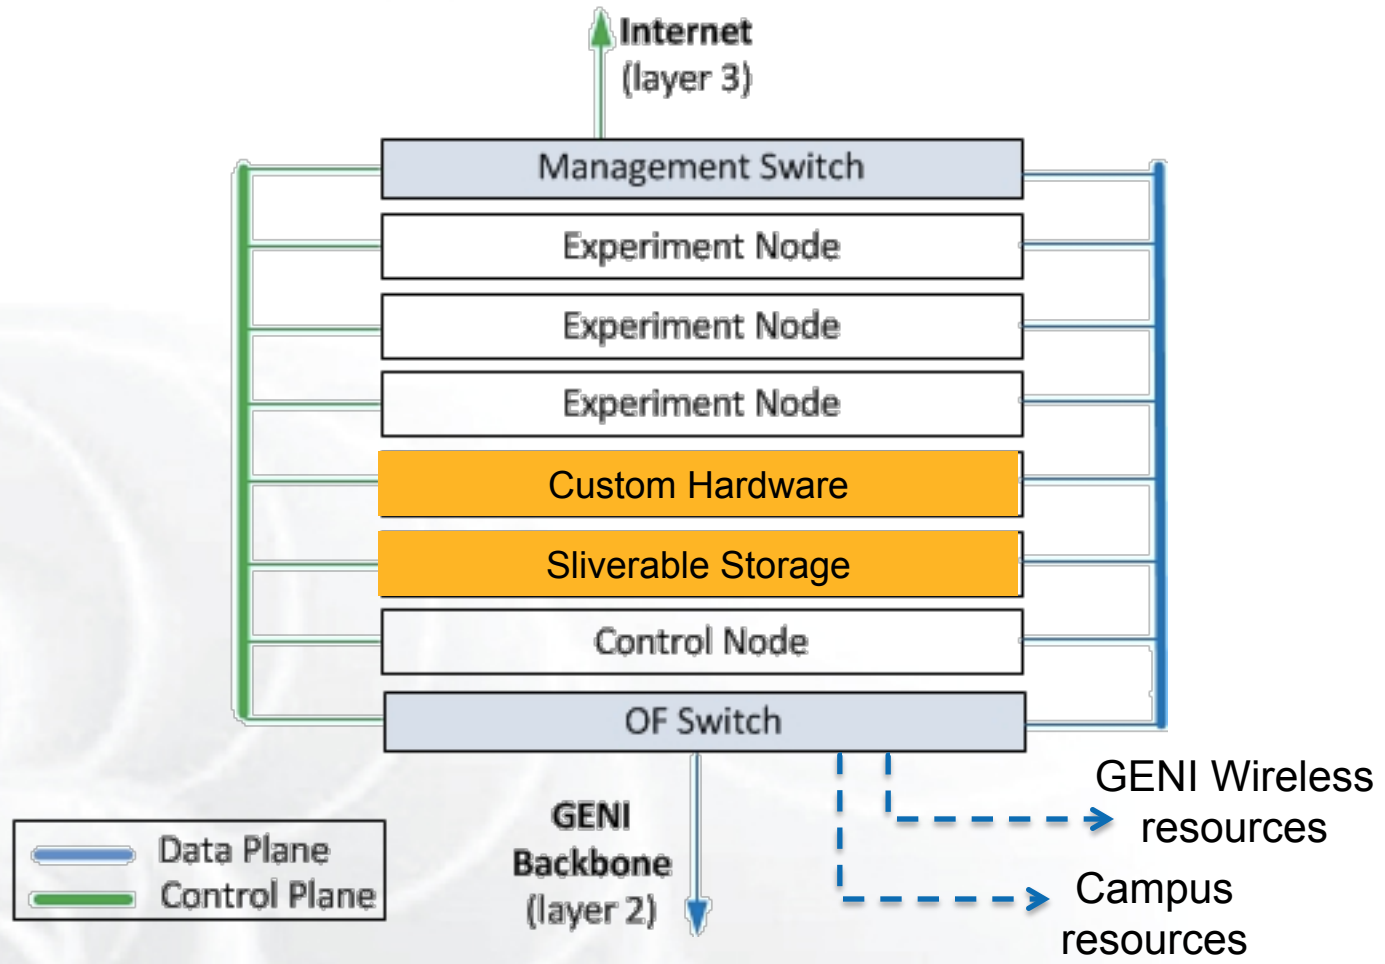 Internet
(layer 3)
Management Switch
Experiment Node
Experiment Node
Experiment Node
Custom Hardware
Sliverable Storage
Control Node
OF Switch
GENI
Backbone
(layer 2)
GENI Wireless
resources
Campus
resources
Data Plane
Control Plane